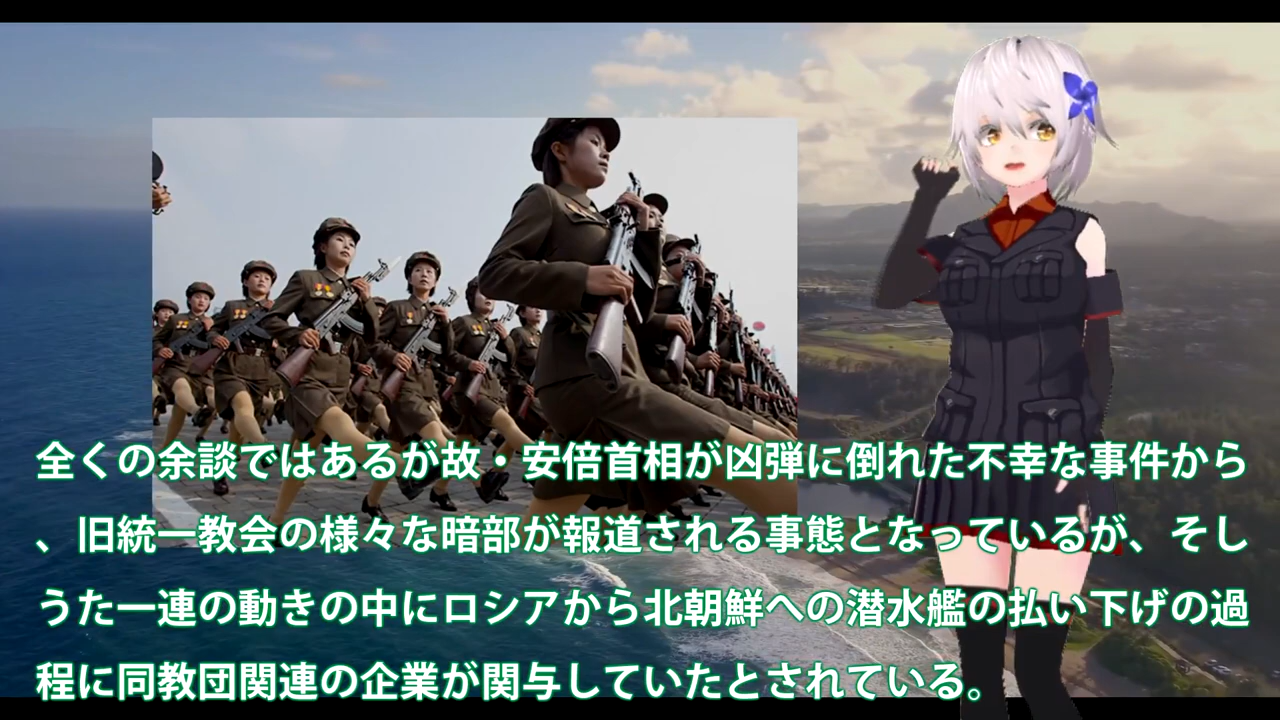 全くの余談ではあるが故・安倍首相が凶弾に倒れた不幸な事件から
、旧統一教会の様々な暗部が報道される事態となっているが、そし
うた一連の動きの中にロシアから北朝鮮への潜水艦の払い下げの過
程に同教団関連の企業が関与していたとされている。